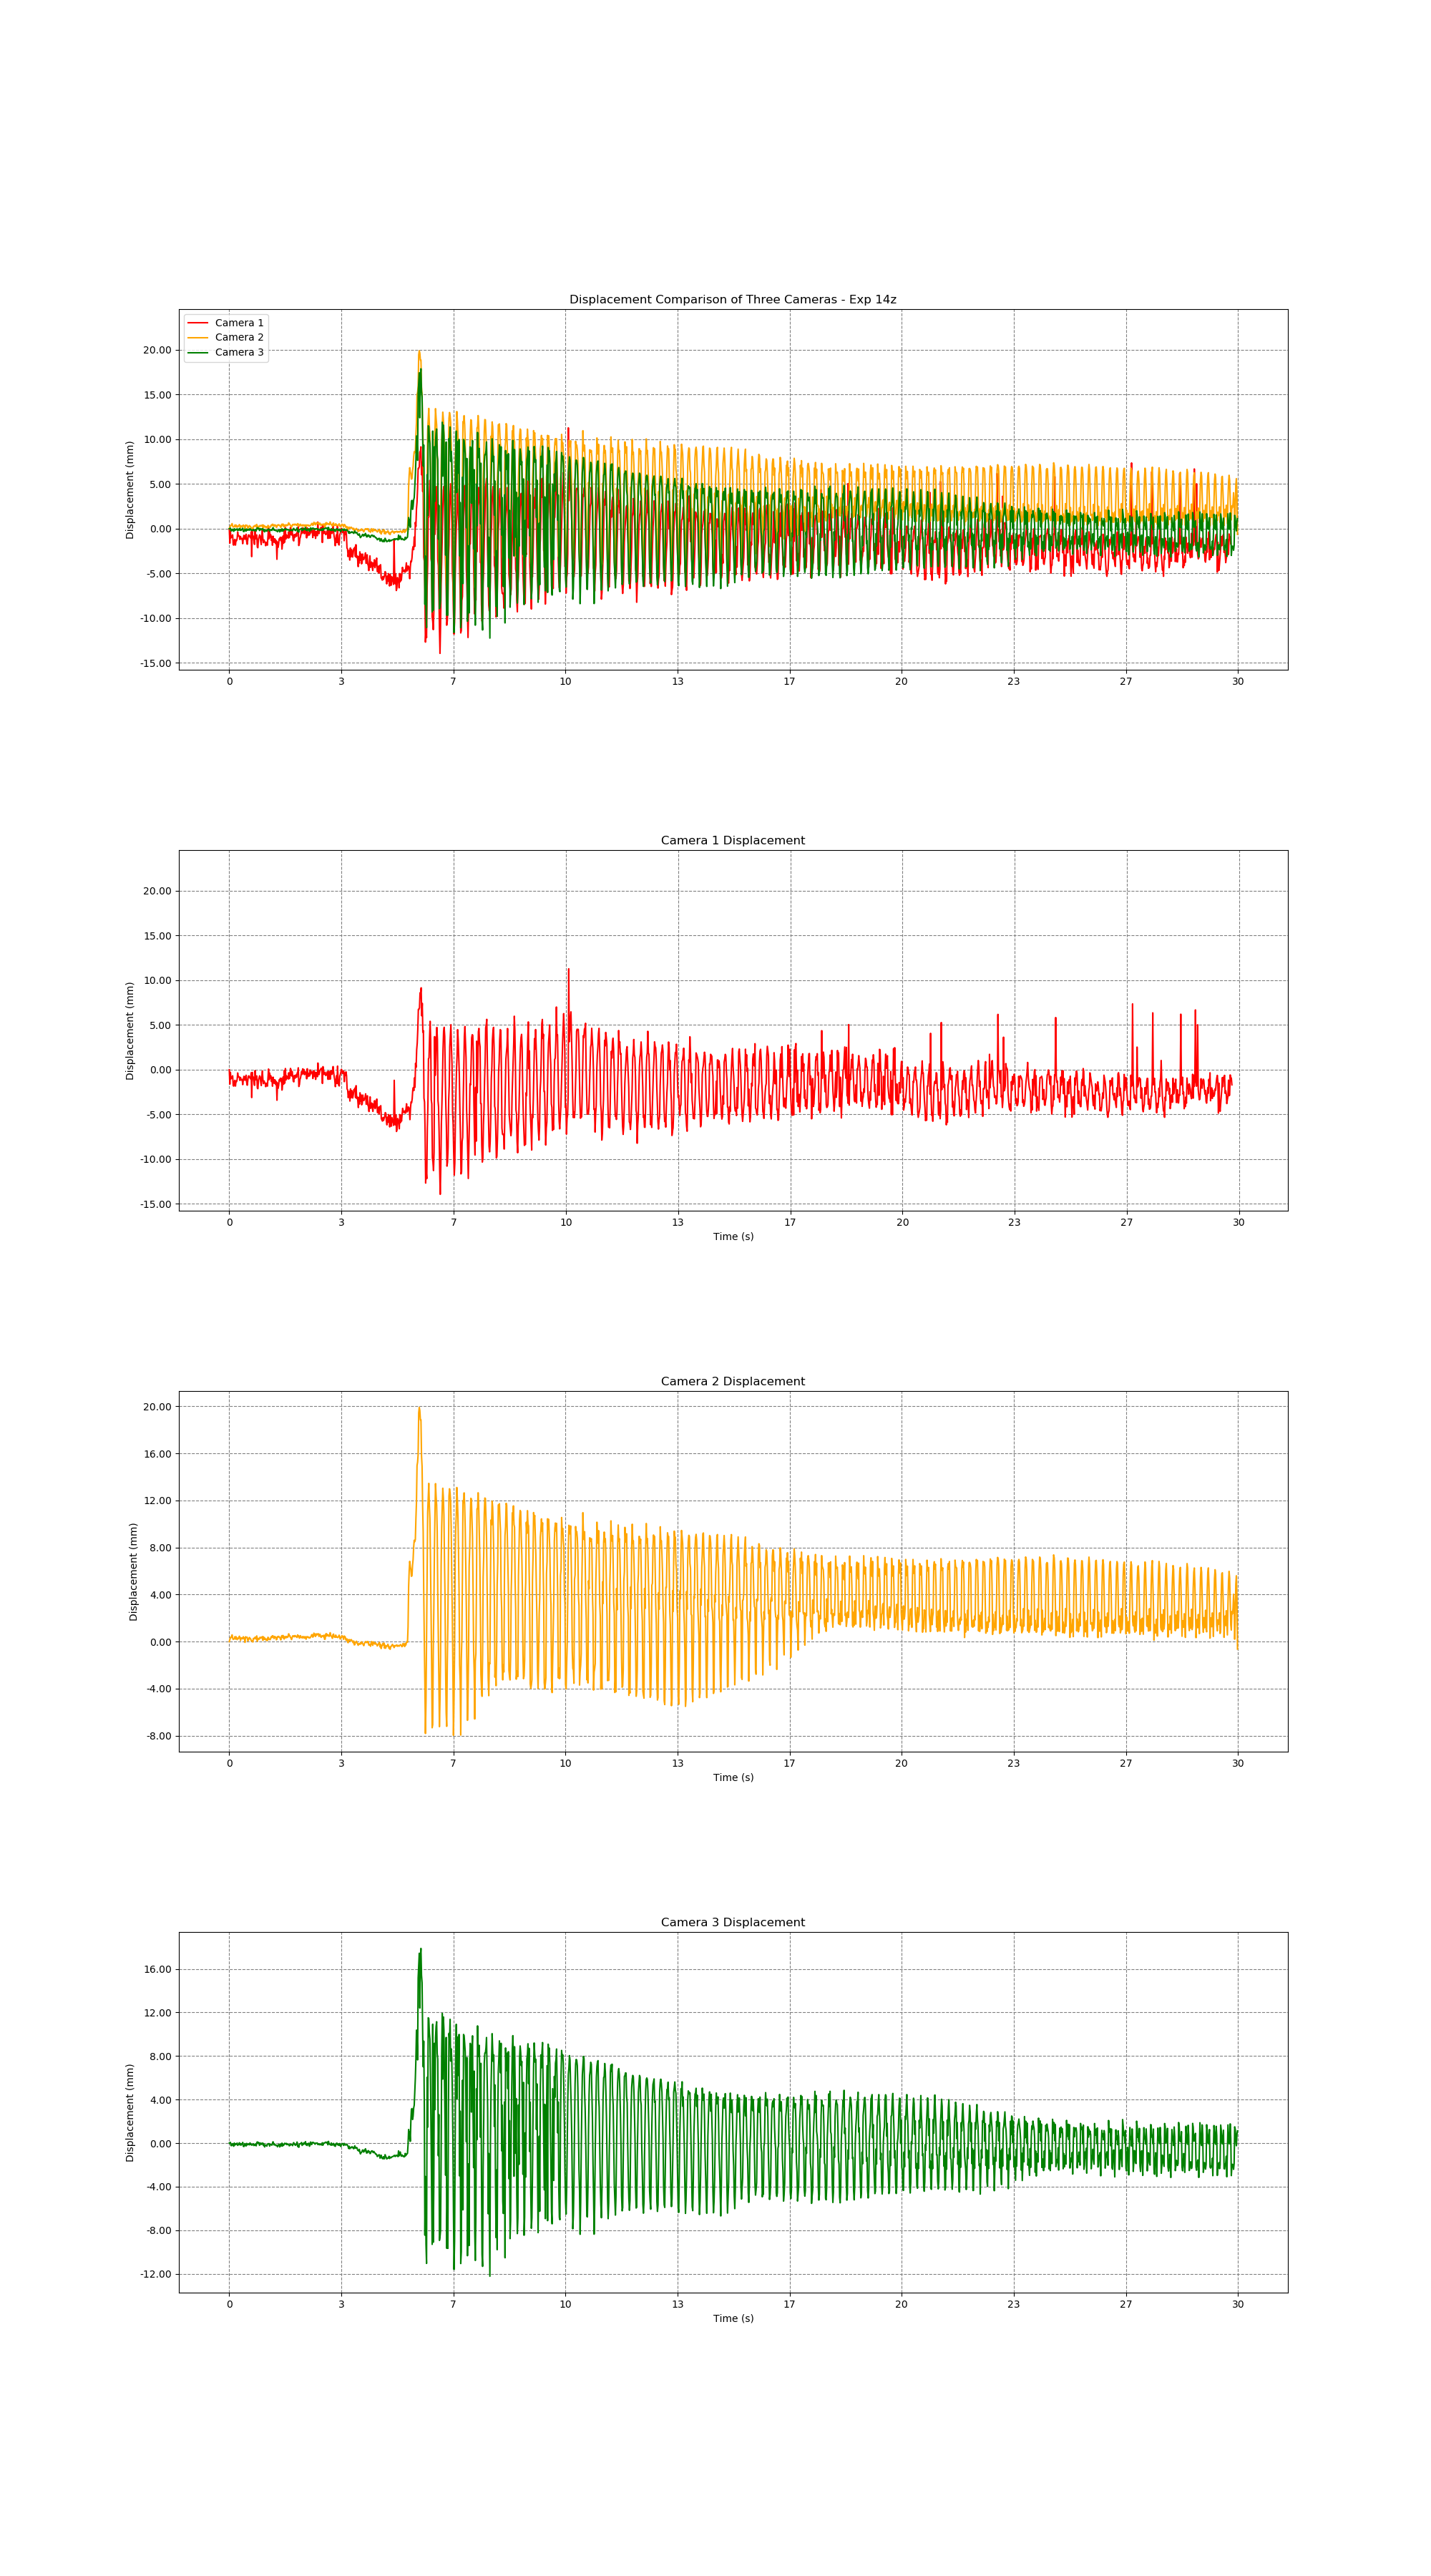 Displacement Comparison of Three Cameras - Exp 14z
Camera 1
Camera 2
Camera 3
20.00
15.00
10.00
5.00
0.00
-5.00
-10.00
-15.00
Displacement (mm)
0 3 7 10 13 17 20 23 27 30
Camera 1 Displacement
20.00
15.00
10.00
5.00
0.00
-5.00
-10.00
-15.00
Displacement (mm)
0 3 7 10 13 17 20 23 27 30
Time (s)
Camera 2 Displacement
20.00
16.00
12.00
8.00
4.00
0.00
-4.00
-8.00
Displacement (mm)
0 3 7 10 13 17 20 23 27 30
Time (s)
Camera 3 Displacement
16.00
12.00
8.00
4.00
0.00
-4.00
-8.00
-12.00
Displacement (mm)
0 3 7 10 13 17 20 23 27 30
Time (s)